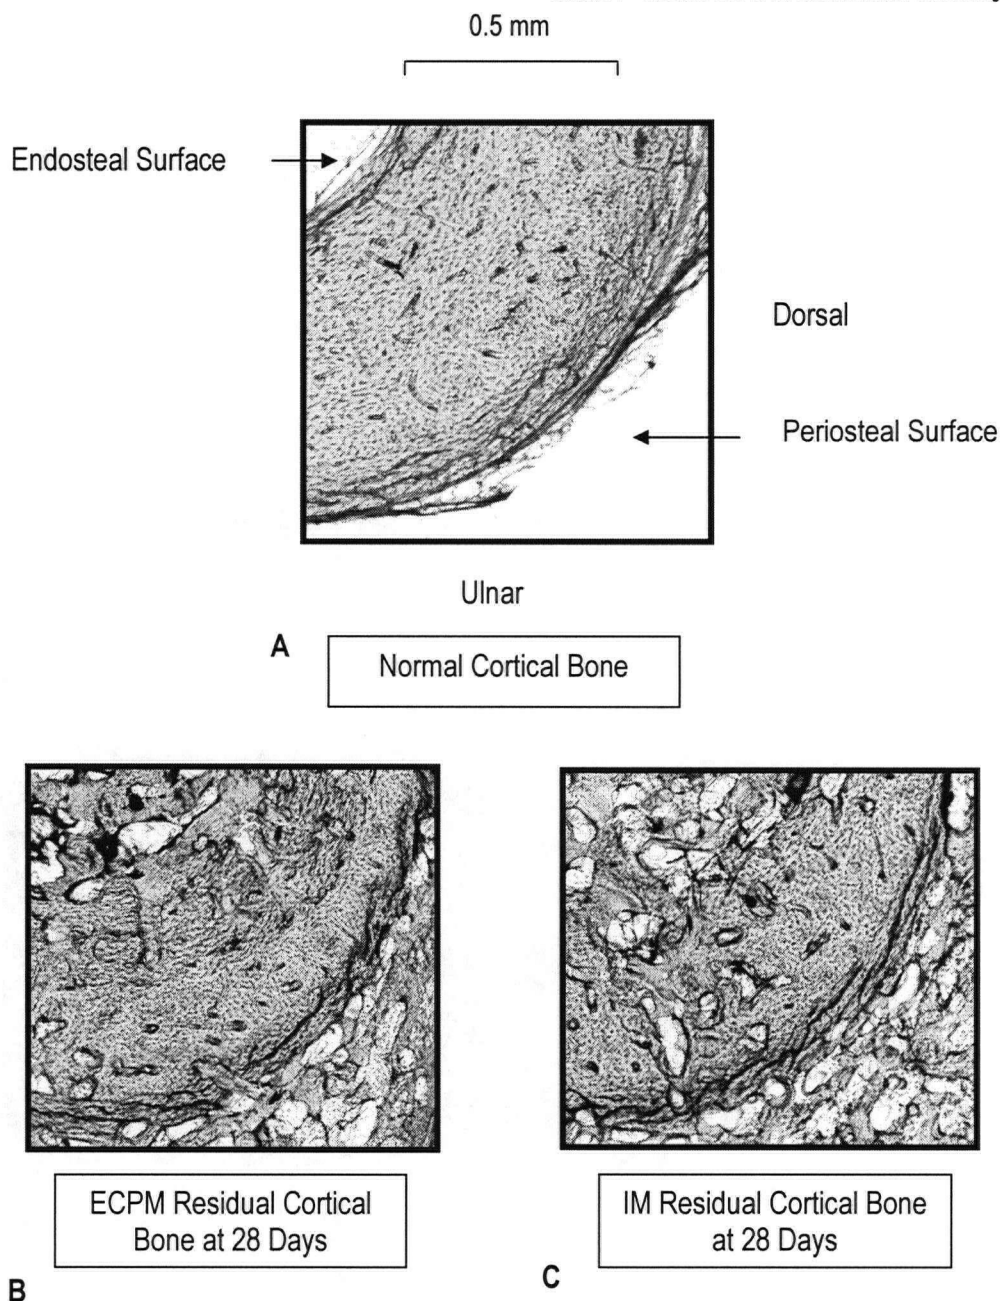 0.5 mm
Endosteal Surface
Dorsal
Periosteal Surface
Ulnar
A
Normal Cortical Bone
ECPM Residual Cortical
Bone at 28 Days
B
IM Residual Cortical Bone
at 28 Days
C